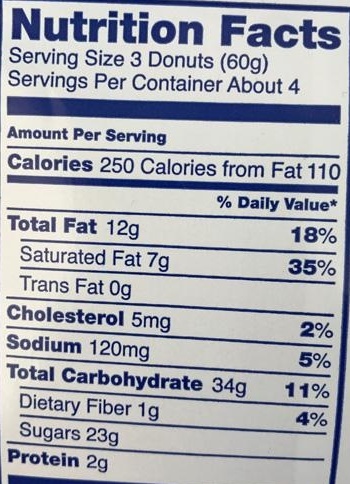 Nutrition Facts
Serving Size 3 Donuts (60g)
Servings Per Container About 4
Amount Per Serving
Calories 250 Calories from Fat 110
% Daily Value*
Total Fat 12g 18%
Saturated Fat 7g 35%
Trans Fat 0g
Cholesterol 5mg 2%
Sodium 120mg 5%
Total Carbohydrate 34g 11%
Dietary Fiber 1g 4%
Sugars 23g
Protein 2g